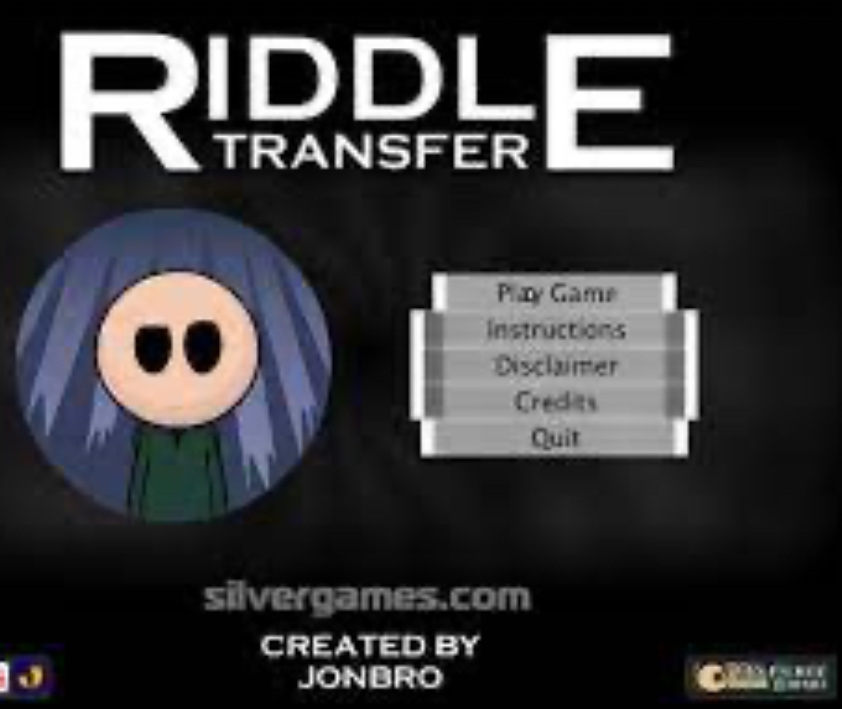 RIDDLE
TRANSFER
Play Game
Instructions
Disclaimer
Credits
Quit
silvergames.com
CREATED BY
JONBRO
J